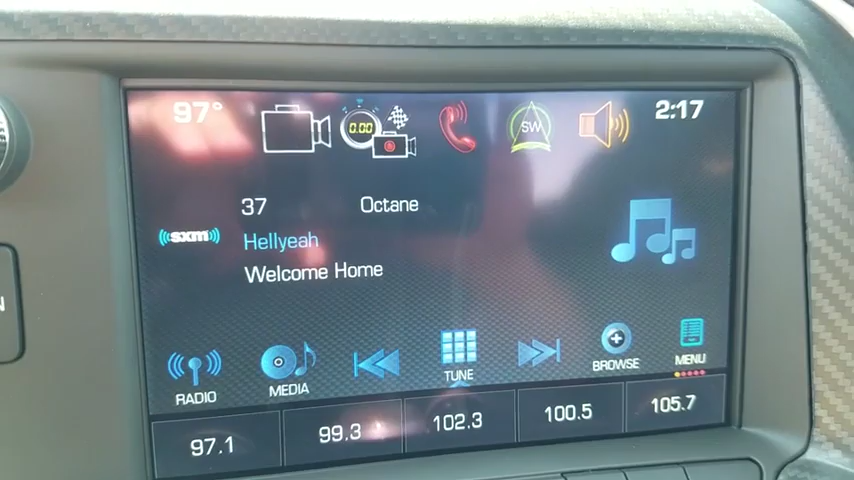 97° 0.00 SW 2:17
37 Octane
sxm
Hellyeah
Welcome Home
RADIO MEDIA TUNE BROWSE MENU
97.1 99.3 102.3 100.5 105.7
N